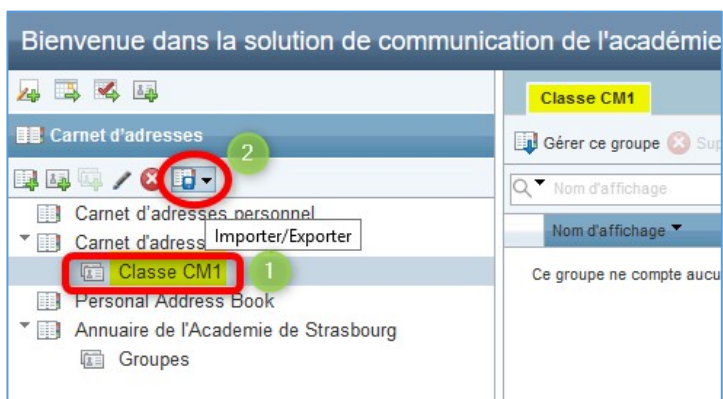 Bienvenue dans la solution de communication de l'académie
Carnet d'adresses
2
Carnet d'adresses personnel
Carnet d'adress
Importer/Exporter
Classe CM1
1
Personal Address Book
Annuaire de l'Academie de Strasbourg
Groupes
Classe CM1
Gérer ce groupe
Sup
Nom d'affichage
Nom d'affichage
Ce groupe ne compte aucu